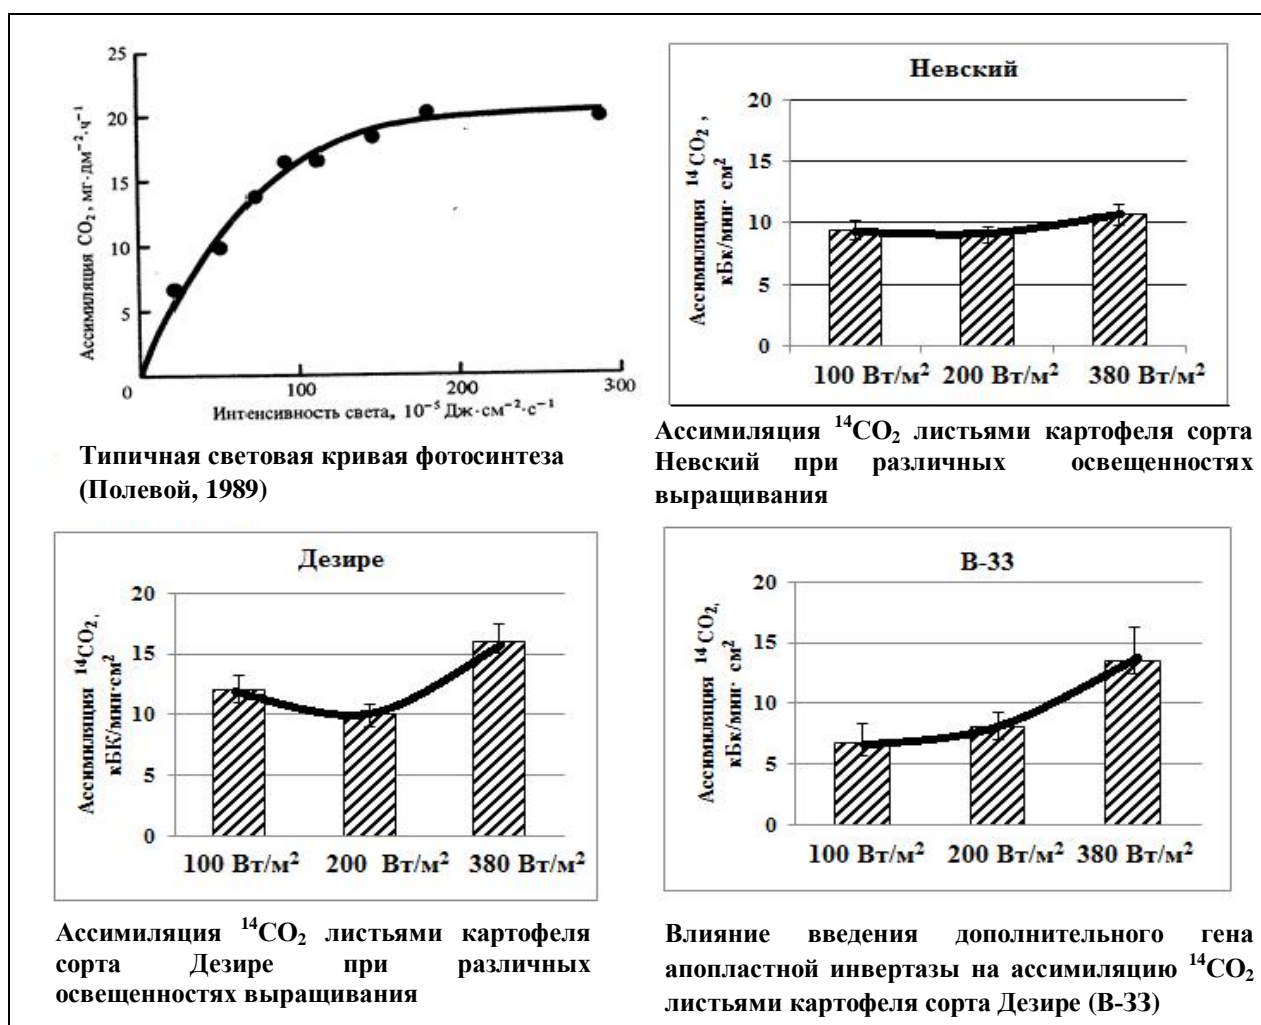 25
20
15
10
5
0
100
200
300
Ассимиляция CO₂, мг·дм⁻²·ч⁻¹
Интенсивность света, 10⁻⁵ Дж·см⁻²·с⁻¹
Типичная световая кривая фотосинтеза
(Полевой, 1989)
Невский
Ассимиляция ¹⁴CO₂ ,
кБк/мин· см²
20
15
10
5
0
100 Вт/м² 200 Вт/м² 380 Вт/м²
Ассимиляция ¹⁴CO₂ листьями картофеля сорта
Невский при различных освещенностях
выращивания
Дезире
Ассимиляция ¹⁴CO₂,
кБК/мин·см²
20
15
10
5
0
100 Вт/м² 200 Вт/м² 380 Вт/м²
Ассимиляция ¹⁴CO₂ листьями картофеля
сорта Дезире при различных
освещенностях выращивания
В-33
Ассимиляция ¹⁴CO₂,
кБк/мин· см²
20
15
10
5
0
100 Вт/м² 200 Вт/м² 380 Вт/м²
Влияние введения дополнительного гена
апопластной инвертазы на ассимиляцию ¹⁴CO₂
листьями картофеля сорта Дезире (В-33)